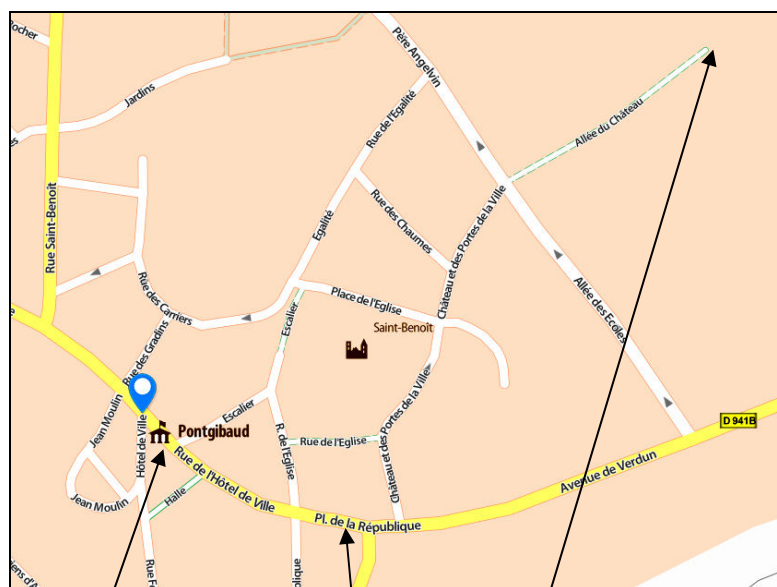 Rocher
Père Angelvin
Jardins
Rue de l'Egalité
Allée du Château
Rue Saint-Benoît
Egalité
Rue des Chaumes
Château et des Portes de la Ville
Rue des Carriers
Place de l'Eglise
Allée des Ecoles
Escalier
Saint-Benoît
Rue des Gradins
Jean Moulin
Hôtel de Ville
Escalier
Pontgibaud
R. de l'Eglise
Rue de l'Eglise
Château et des Portes de la Ville
D 941B
Avenue de Verdun
Jean Moulin
Halle
Rue de l'Hôtel de Ville
Pl. de la République